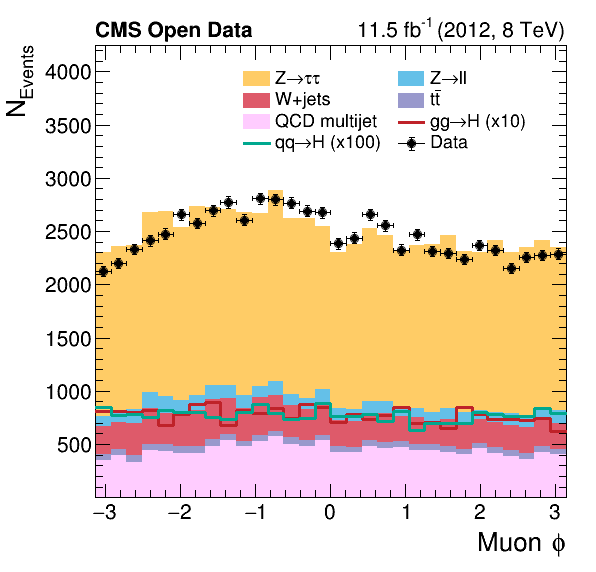 CMS Open Data 11.5 fb⁻¹ (2012, 8 TeV)
N_Events
4000
3500
3000
2500
2000
1500
1000
500
Z→ττ Z→ll
W+jets tt̄
QCD multijet gg→H (x10)
qq→H (x100) Data
−3 −2 −1 0 1 2 3
Muon ϕ